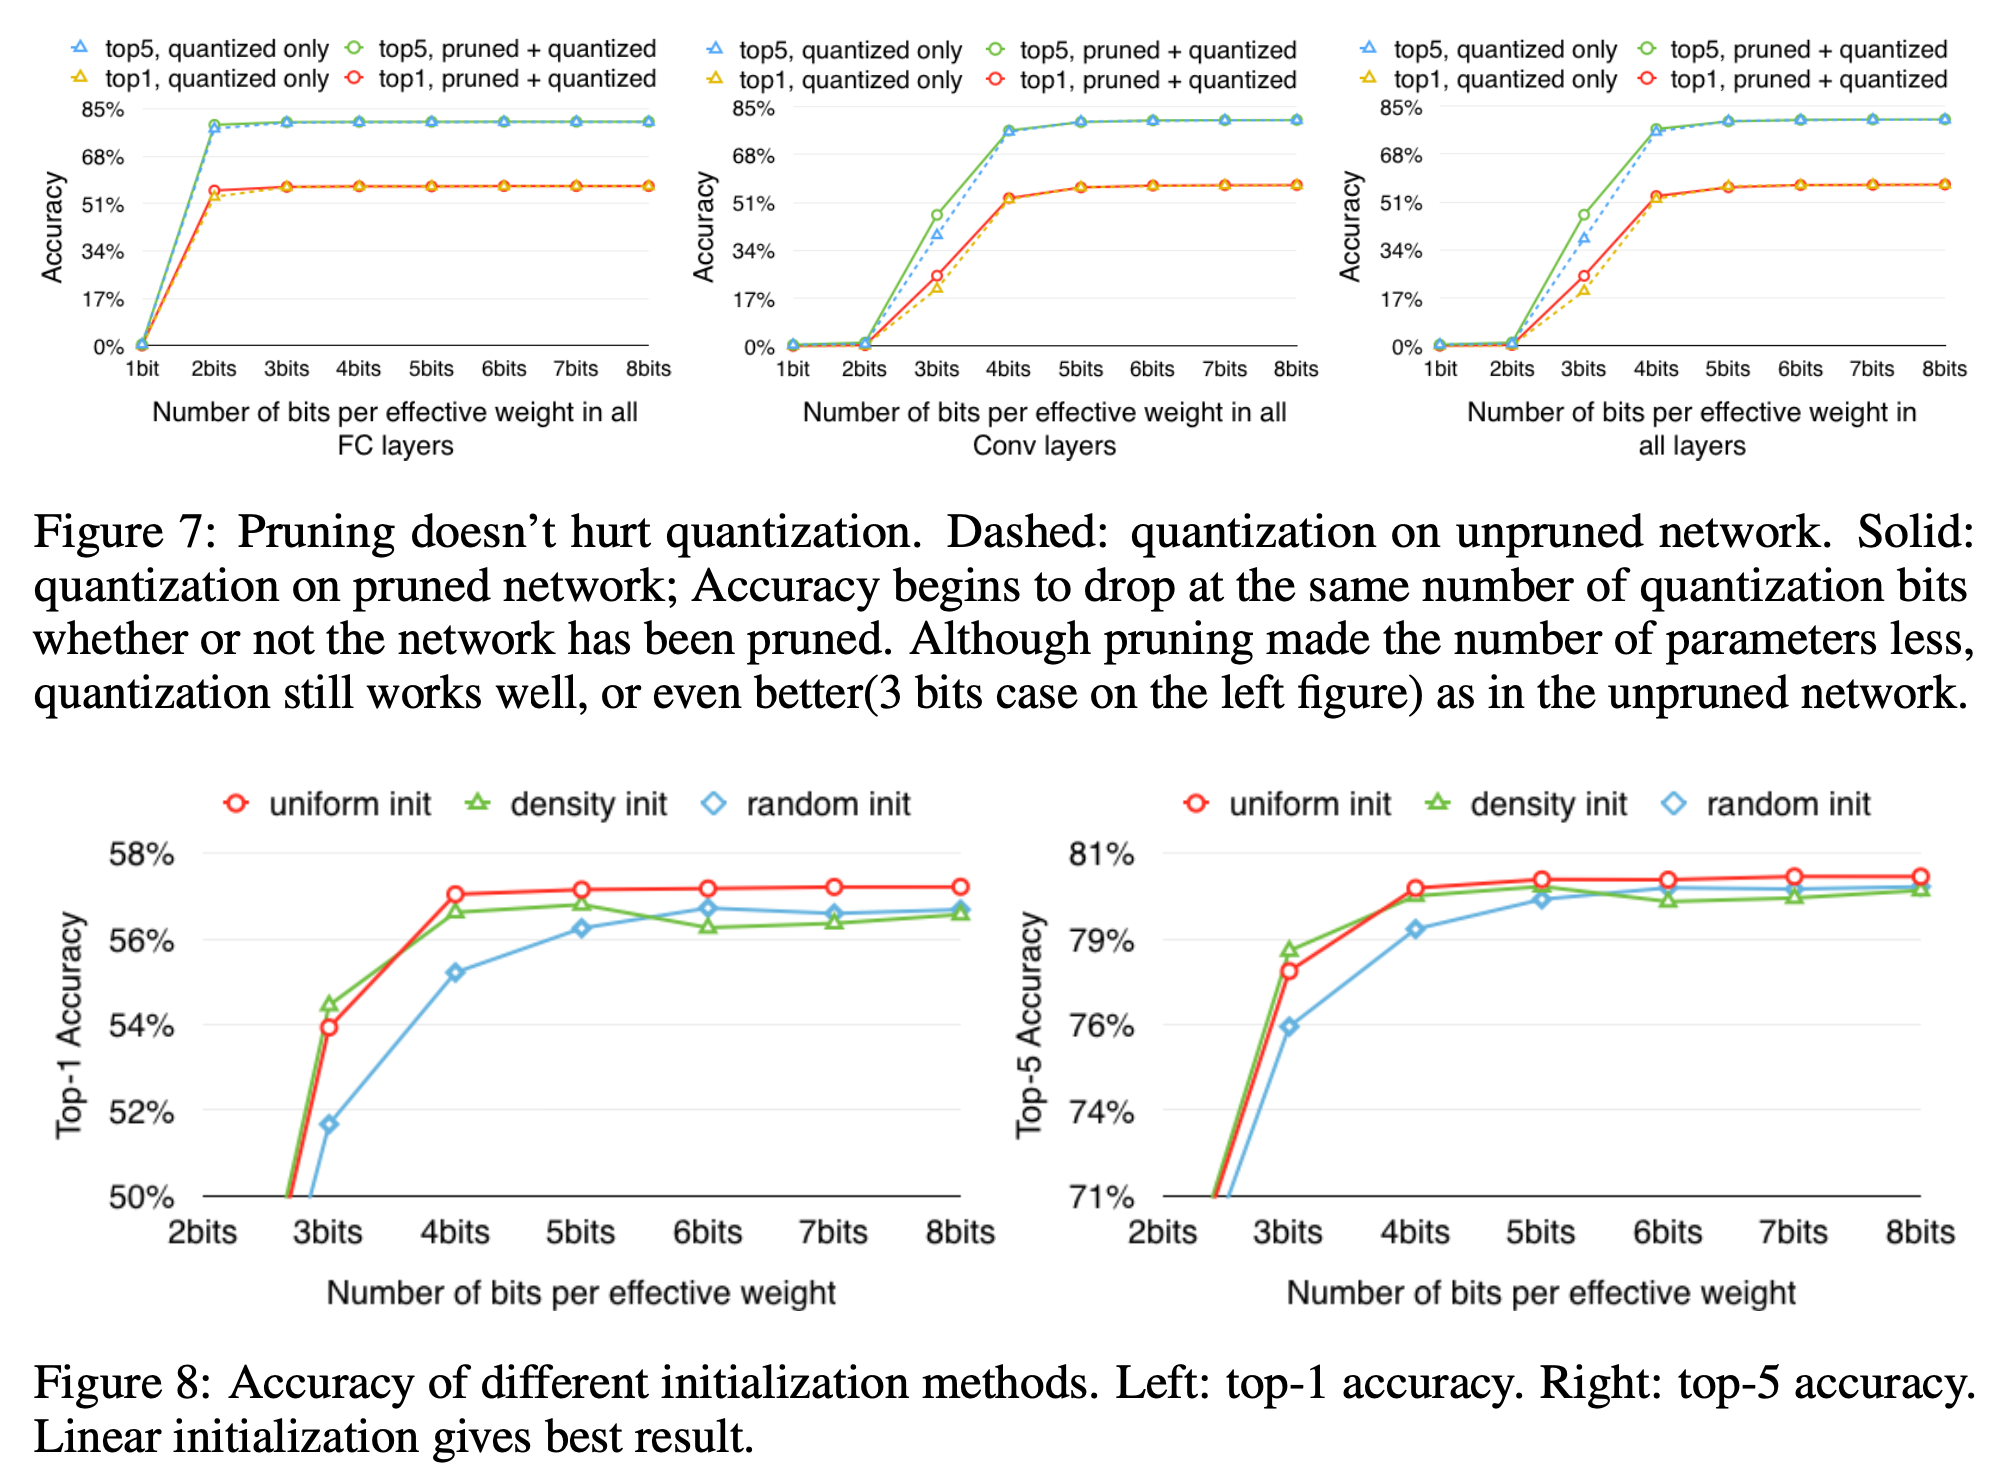 top5, quantized only top5, pruned + quantized
top1, quantized only top1, pruned + quantized
85%
68%
51%
34%
17%
0%
Accuracy
1bit 2bits 3bits 4bits 5bits 6bits 7bits 8bits
Number of bits per effective weight in all
FC layers
top5, quantized only top5, pruned + quantized
top1, quantized only top1, pruned + quantized
85%
68%
51%
34%
17%
0%
Accuracy
1bit 2bits 3bits 4bits 5bits 6bits 7bits 8bits
Number of bits per effective weight in all
Conv layers
top5, quantized only top5, pruned + quantized
top1, quantized only top1, pruned + quantized
85%
68%
51%
34%
17%
0%
Accuracy
1bit 2bits 3bits 4bits 5bits 6bits 7bits 8bits
Number of bits per effective weight in
all layers
Figure 7: Pruning doesn’t hurt quantization. Dashed: quantization on unpruned network. Solid:
quantization on pruned network; Accuracy begins to drop at the same number of quantization bits
whether or not the network has been pruned. Although pruning made the number of parameters less,
quantization still works well, or even better(3 bits case on the left figure) as in the unpruned network.
uniform init density init random init
58%
56%
54%
52%
50%
Top-1 Accuracy
2bits 3bits 4bits 5bits 6bits 7bits 8bits
Number of bits per effective weight
uniform init density init random init
81%
79%
76%
74%
71%
Top-5 Accuracy
2bits 3bits 4bits 5bits 6bits 7bits 8bits
Number of bits per effective weight
Figure 8: Accuracy of different initialization methods. Left: top-1 accuracy. Right: top-5 accuracy.
Linear initialization gives best result.